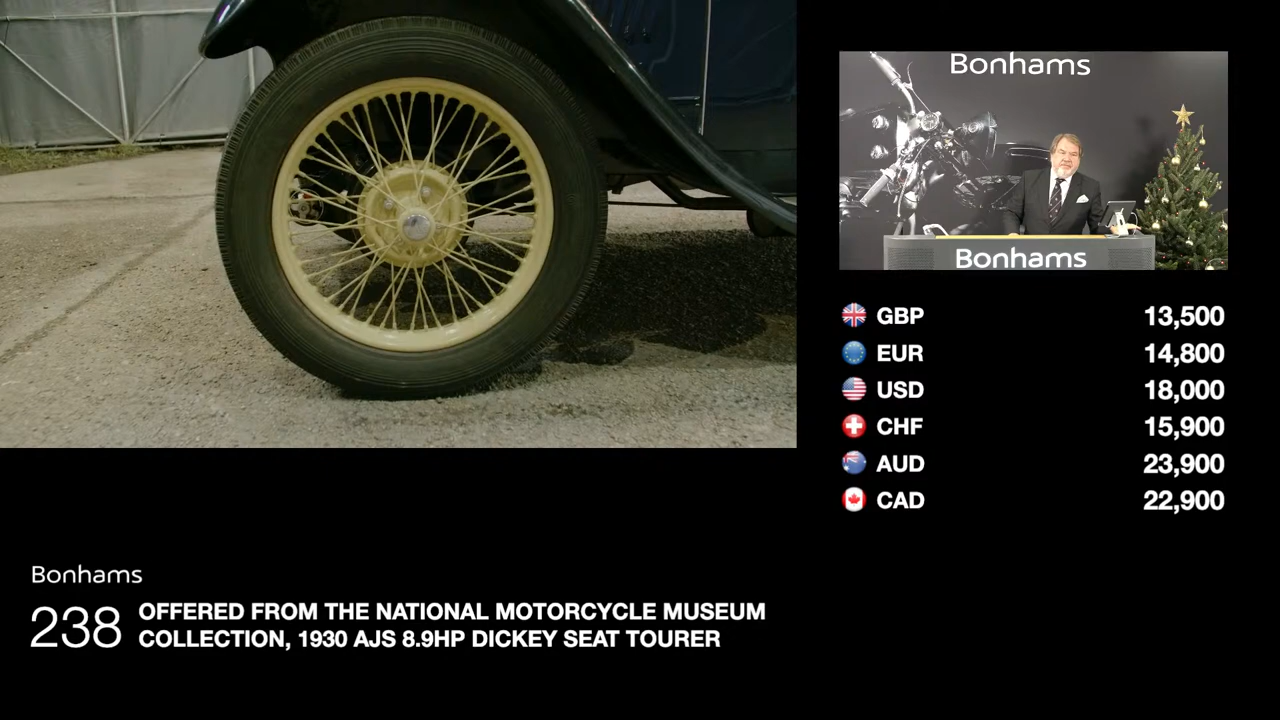 Bonhams
Bonhams
GBP 13,500
EUR 14,800
USD 18,000
CHF 15,900
AUD 23,900
CAD 22,900
Bonhams
238 OFFERED FROM THE NATIONAL MOTORCYCLE MUSEUM
COLLECTION, 1930 AJS 8.9HP DICKEY SEAT TOURER